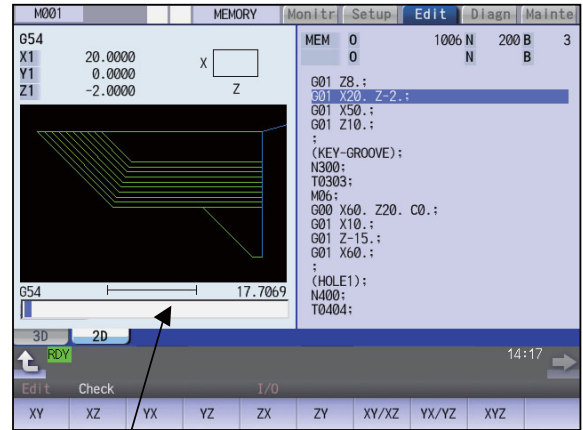 M001 MEMORY Monitr Setup Edit Diagn Mainte
G54
X1 20.0000
Y1 0.0000
Z1 -2.0000
X
Z
G54 17.7069
MEM O 1006 N 200 B 3
O N B
G01 Z8.;
G01 X20. Z-2.;
G01 X50.;
G01 Z10.;
;
(KEY-GROOVE);
N300;
T0303;
M06;
G00 X60. Z20. C0.;
G01 X10.;
G01 Z-15.;
G01 X60.;
;
(HOLE1);
N400;
T0404;
3D 2D
RDY 14:17
Edit Check I/O
XY XZ YX YZ ZX ZY XY/XZ YX/YZ XYZ